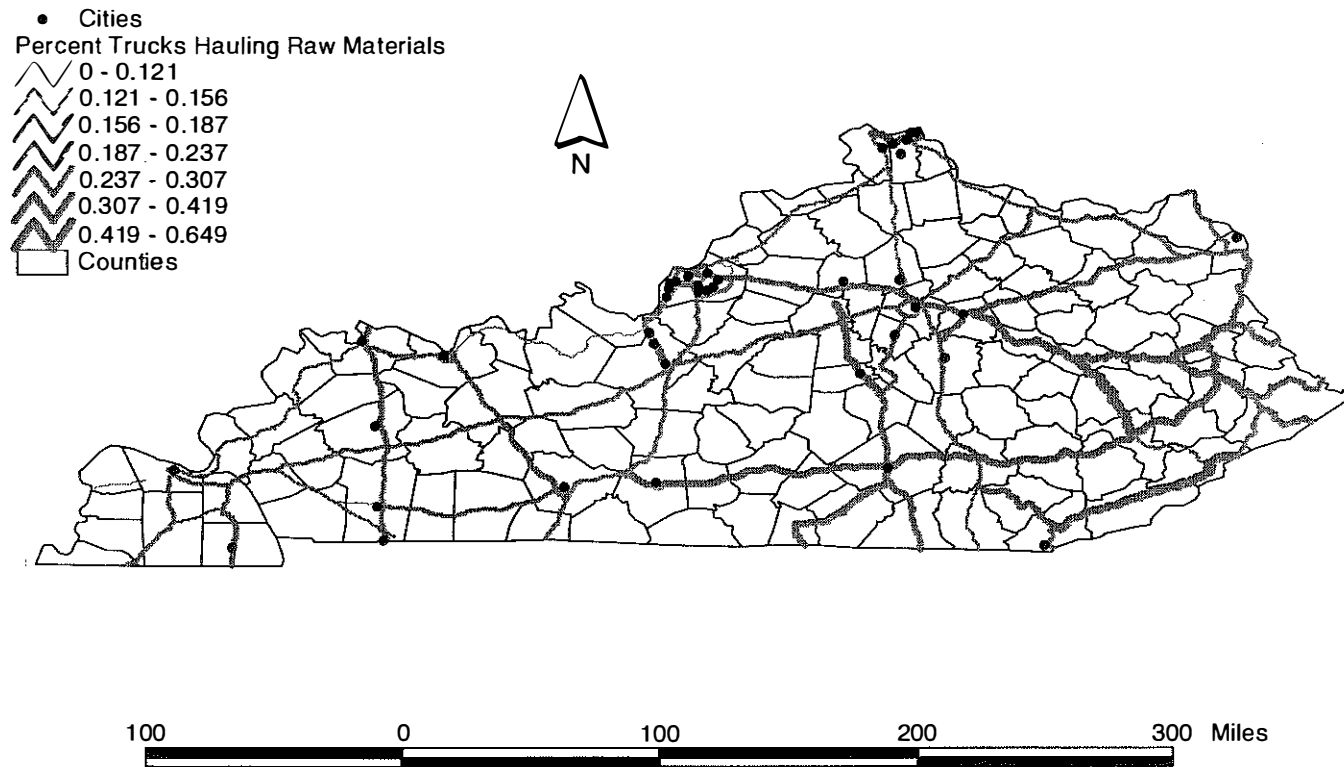 Cities
Percent Trucks Hauling Raw Materials
0 - 0.121
0.121 - 0.156
0.156 - 0.187
0.187 - 0.237
0.237 - 0.307
0.307 - 0.419
0.419 - 0.649
Counties
N
100 0 100 200 300 Miles